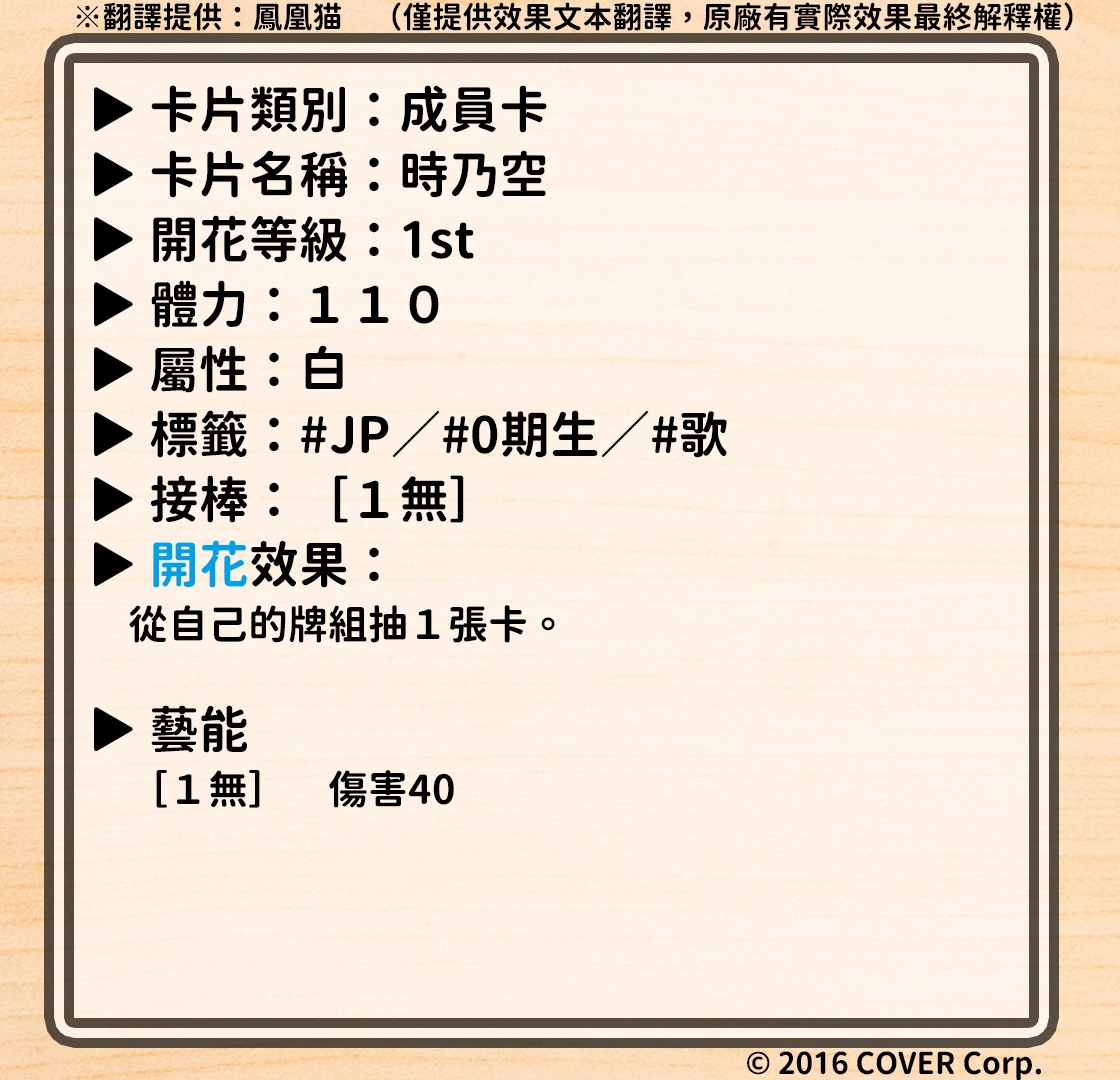 ※翻譯提供：鳳凰猫　（僅提供效果文本翻譯，原廠有實際效果最終解釋權）
▶ 卡片類別：成員卡
▶ 卡片名稱：時乃空
▶ 開花等級：1st
▶ 體力：１１０
▶ 屬性：白
▶ 標籤：#JP／#0期生／#歌
▶ 接棒：［１無］
▶ 開花效果：
從自己的牌組抽１張卡。
▶ 藝能
［１無］　傷害40
© 2016 COVER Corp.